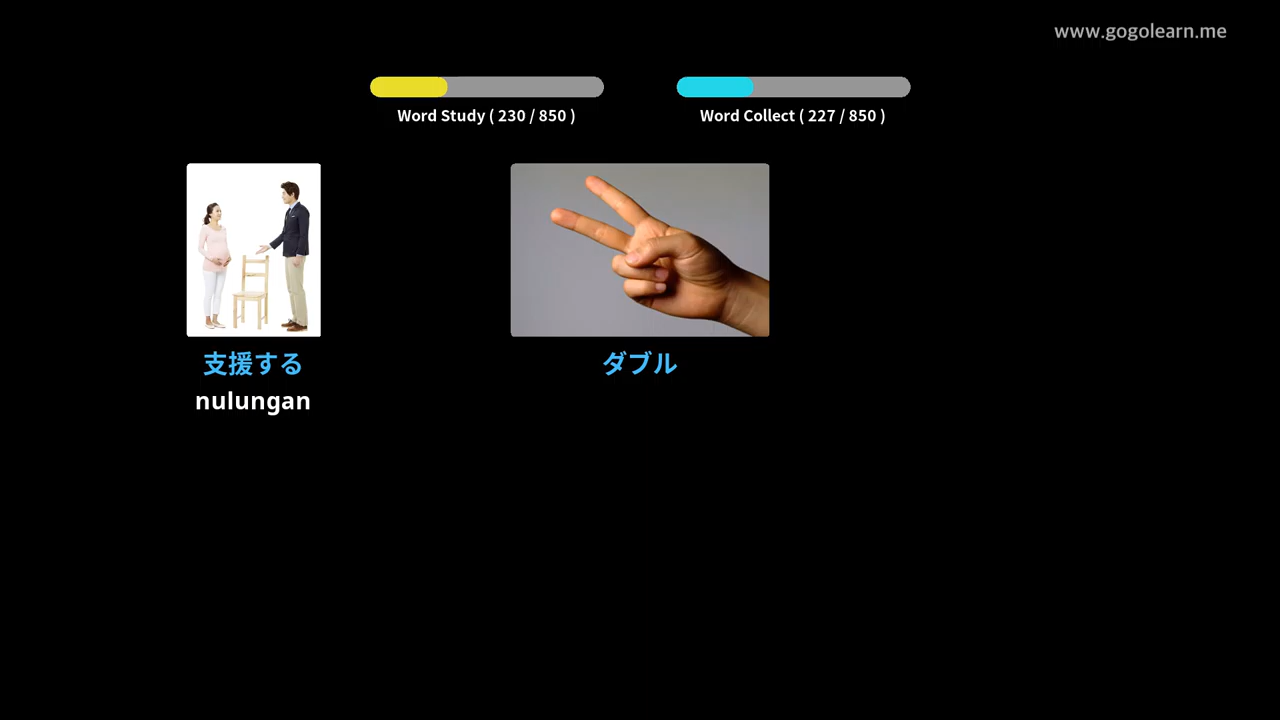 www.gogolearn.me
Word Study ( 230 / 850 )
Word Collect ( 227 / 850 )
支援する
nulungan
ダブル